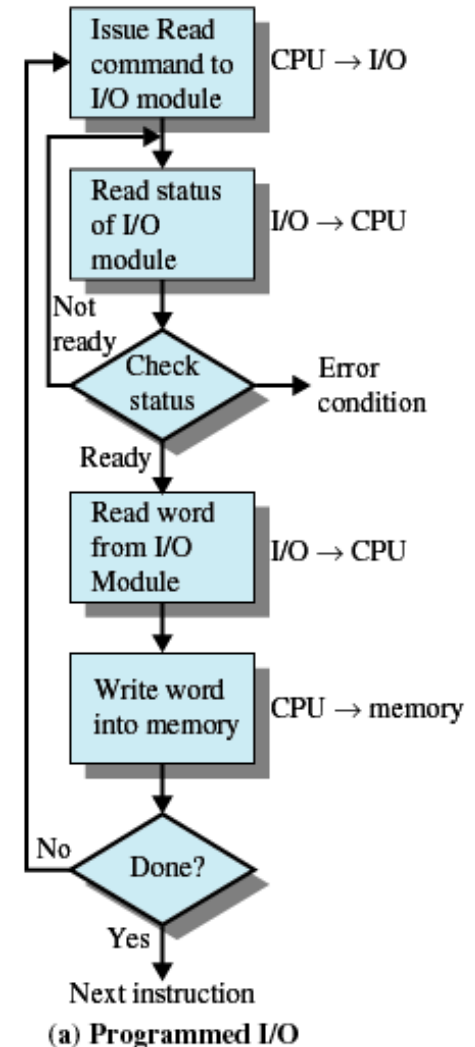 Issue Read
command to
I/O module
CPU → I/O
Read status
of I/O
module
I/O → CPU
Not
ready
Check
status
Error
condition
Ready
Read word
from I/O
Module
I/O → CPU
Write word
into memory
CPU → memory
No
Done?
Yes
Next instruction
(a) Programmed I/O